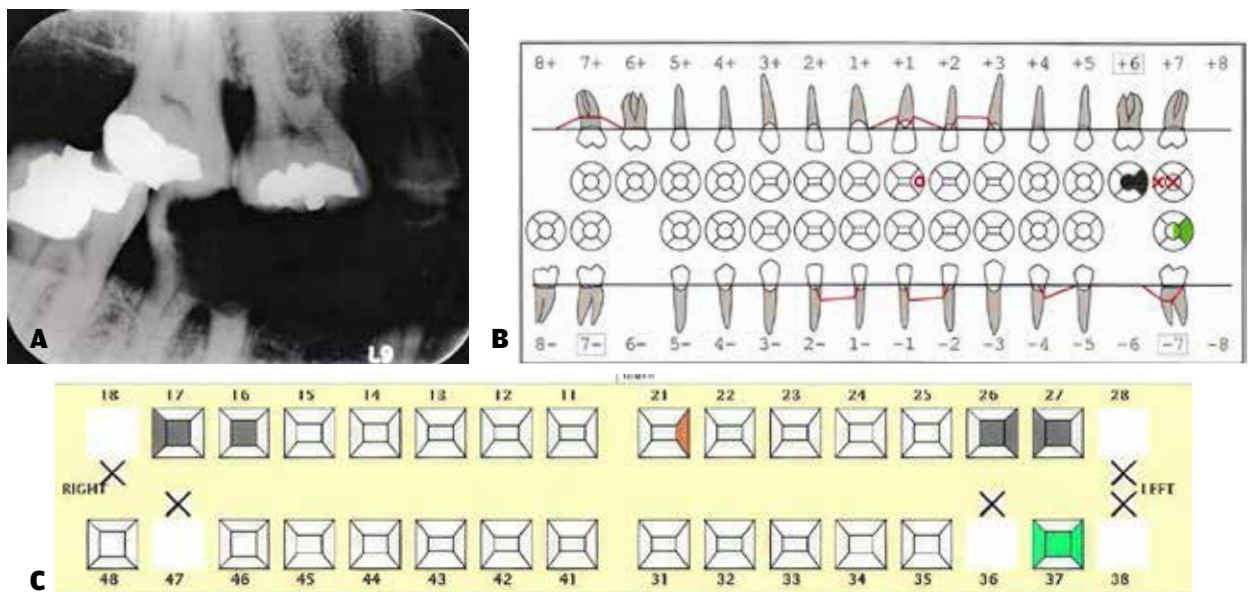 8+ 7+ 6+ 5+ 4+ 3+ 2+ 1+ +1 +2 +3 +4 +5 +6 +7 +8
8- 7- 6- 5- 4- 3- 2- 1- -1 -2 -3 -4 -5 -6 -7 -8
A
L9
B
18 17 16 15 14 13 12 11 21 22 23 24 25 26 27 28
RIGHT LEFT
48 47 46 45 44 43 42 41 31 32 33 34 35 36 37 38
C